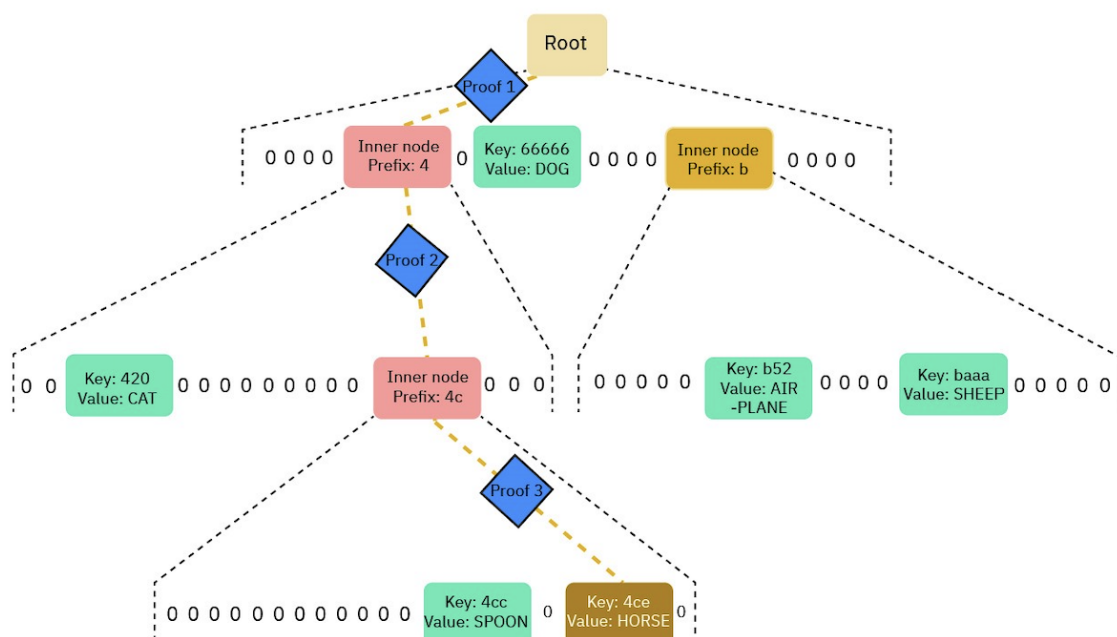 Root
Proof 1
0 0 0 0
Inner node
Prefix: 4
0
Key: 66666
Value: DOG
0 0 0 0
Inner node
Prefix: b
0 0 0 0
Proof 2
0 0
Key: 420
Value: CAT
0 0 0 0 0 0 0 0 0
Inner node
Prefix: 4c
0 0 0
0 0 0 0 0
Key: b52
Value: AIR
-PLANE
0 0 0 0
Key: baaa
Value: SHEEP
0 0 0 0 0
Proof 3
0 0 0 0 0 0 0 0 0 0 0 0
Key: 4cc
Value: SPOON
0
Key: 4ce
Value: HORSE
0